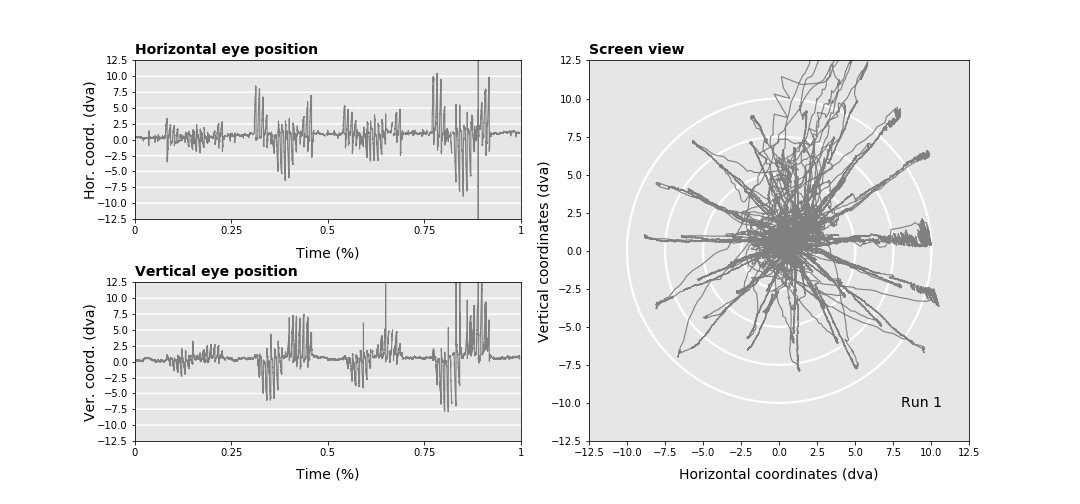 Horizontal eye position
12.5
10.0
7.5
5.0
2.5
0.0
−2.5
−5.0
−7.5
−10.0
−12.5
Hor. coord. (dva)
0 0.25 0.5 0.75 1
Time (%)
Vertical eye position
12.5
10.0
7.5
5.0
2.5
0.0
−2.5
−5.0
−7.5
−10.0
−12.5
Ver. coord. (dva)
0 0.25 0.5 0.75 1
Time (%)
Screen view
12.5
10.0
7.5
5.0
2.5
0.0
−2.5
−5.0
−7.5
−10.0
−12.5
Vertical coordinates (dva)
Run 1
−12.5 −10.0 −7.5 −5.0 −2.5 0.0 2.5 5.0 7.5 10.0 12.5
Horizontal coordinates (dva)